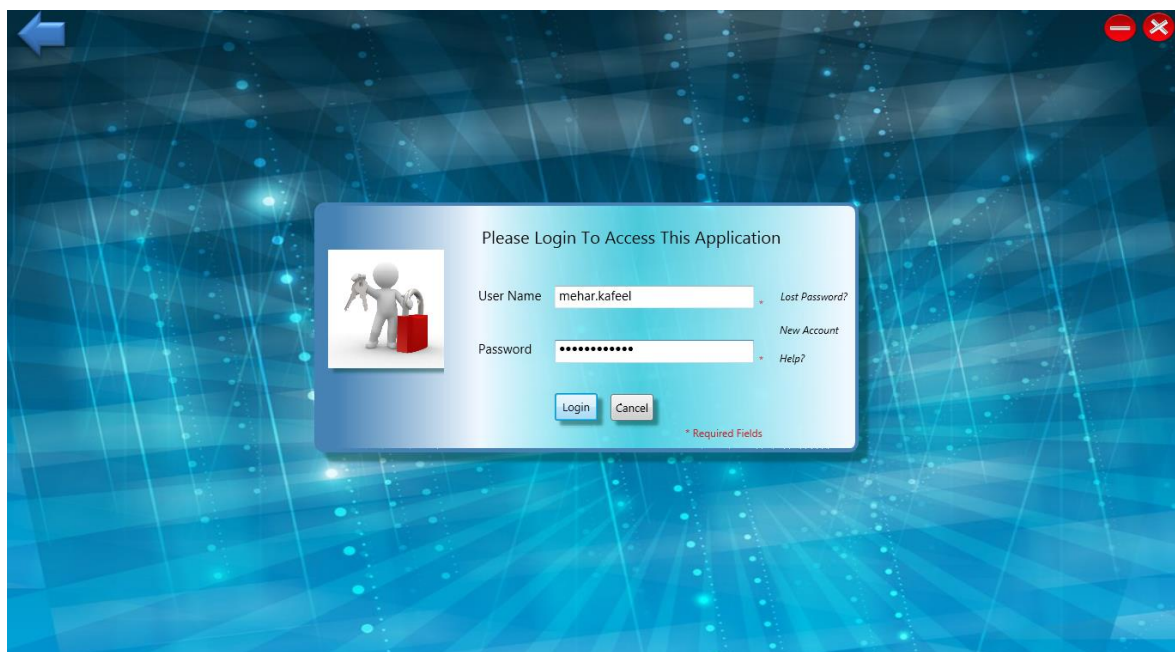 Please Login To Access This Application
User Name mehar.kafeel * Lost Password?
New Account
Password •••••••••••• * Help?
Login Cancel
* Required Fields